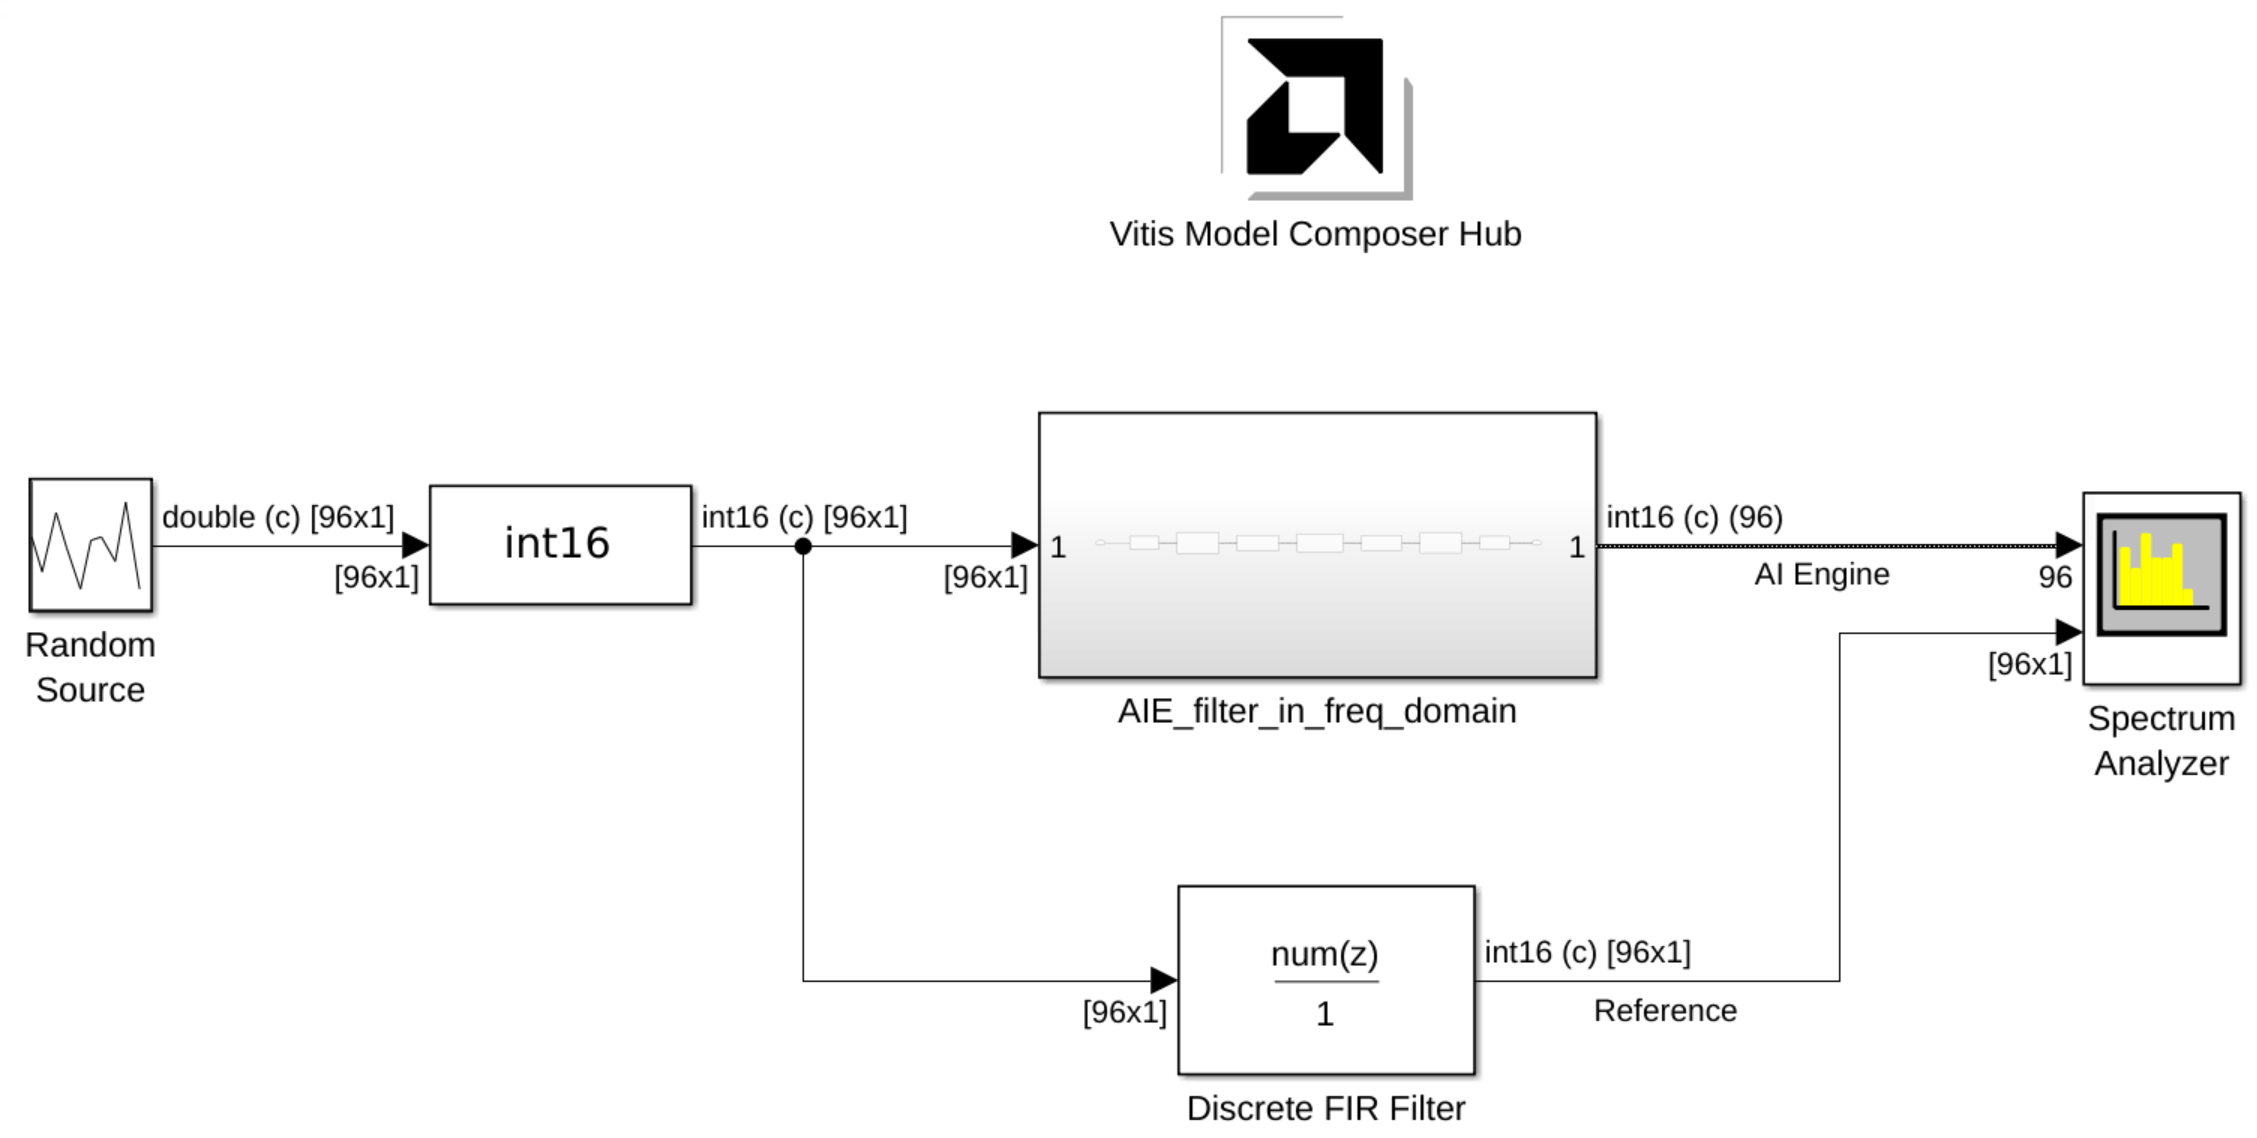 Vitis Model Composer Hub
double (c) [96x1]
[96x1]
int16
int16 (c) [96x1]
[96x1]
1
1
int16 (c) (96)
AI Engine
96
[96x1]
Random
Source
AIE_filter_in_freq_domain
Spectrum
Analyzer
[96x1]
num(z)
1
int16 (c) [96x1]
Reference
Discrete FIR Filter